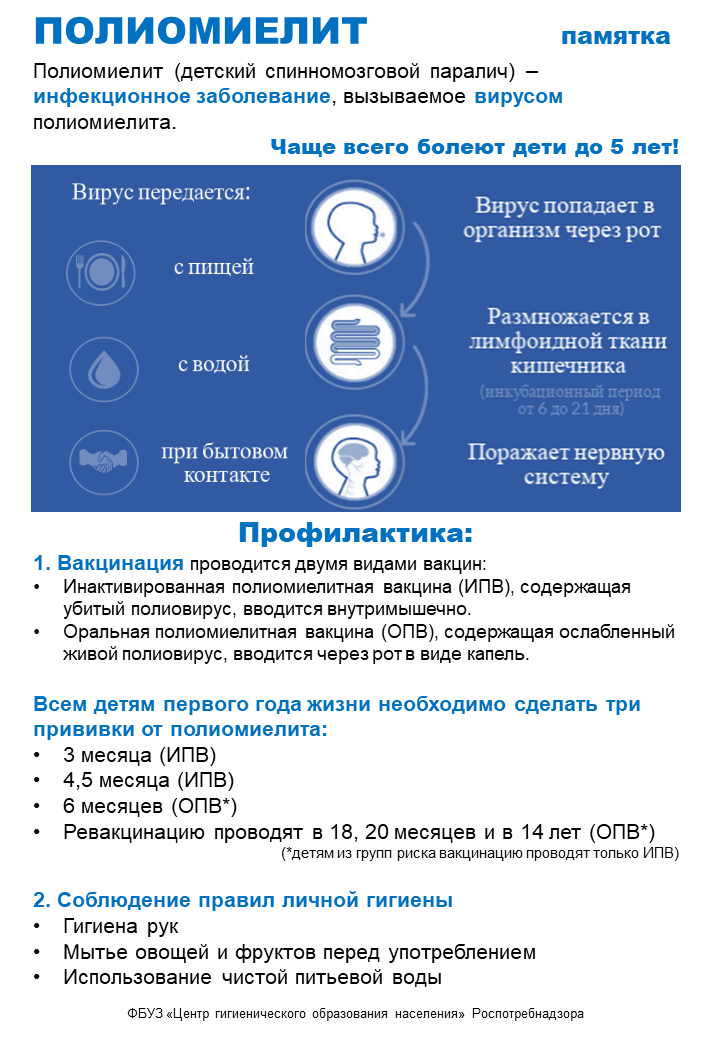 ПОЛИОМИЕЛИТ памятка
Полиомиелит (детский спинномозговой паралич) –
инфекционное заболевание, вызываемое вирусом
полиомиелита.
Чаще всего болеют дети до 5 лет!
Вирус передается:
с пищей
с водой
при бытовом
контакте
Вирус попадает в
организм через рот
Размножается в
лимфоидной ткани
кишечника
(инкубационный период
от 6 до 21 дня)
Поражает нервную
систему
Профилактика:
1. Вакцинация проводится двумя видами вакцин:
• Инактивированная полиомиелитная вакцина (ИПВ), содержащая
убитый полиовирус, вводится внутримышечно.
• Оральная полиомиелитная вакцина (ОПВ), содержащая ослабленный
живой полиовирус, вводится через рот в виде капель.
Всем детям первого года жизни необходимо сделать три
прививки от полиомиелита:
• 3 месяца (ИПВ)
• 4,5 месяца (ИПВ)
• 6 месяцев (ОПВ*)
• Ревакцинацию проводят в 18, 20 месяцев и в 14 лет (ОПВ*)
(*детям из групп риска вакцинацию проводят только ИПВ)
2. Соблюдение правил личной гигиены
• Гигиена рук
• Мытье овощей и фруктов перед употреблением
• Использование чистой питьевой воды
ФБУЗ «Центр гигиенического образования населения» Роспотребнадзора